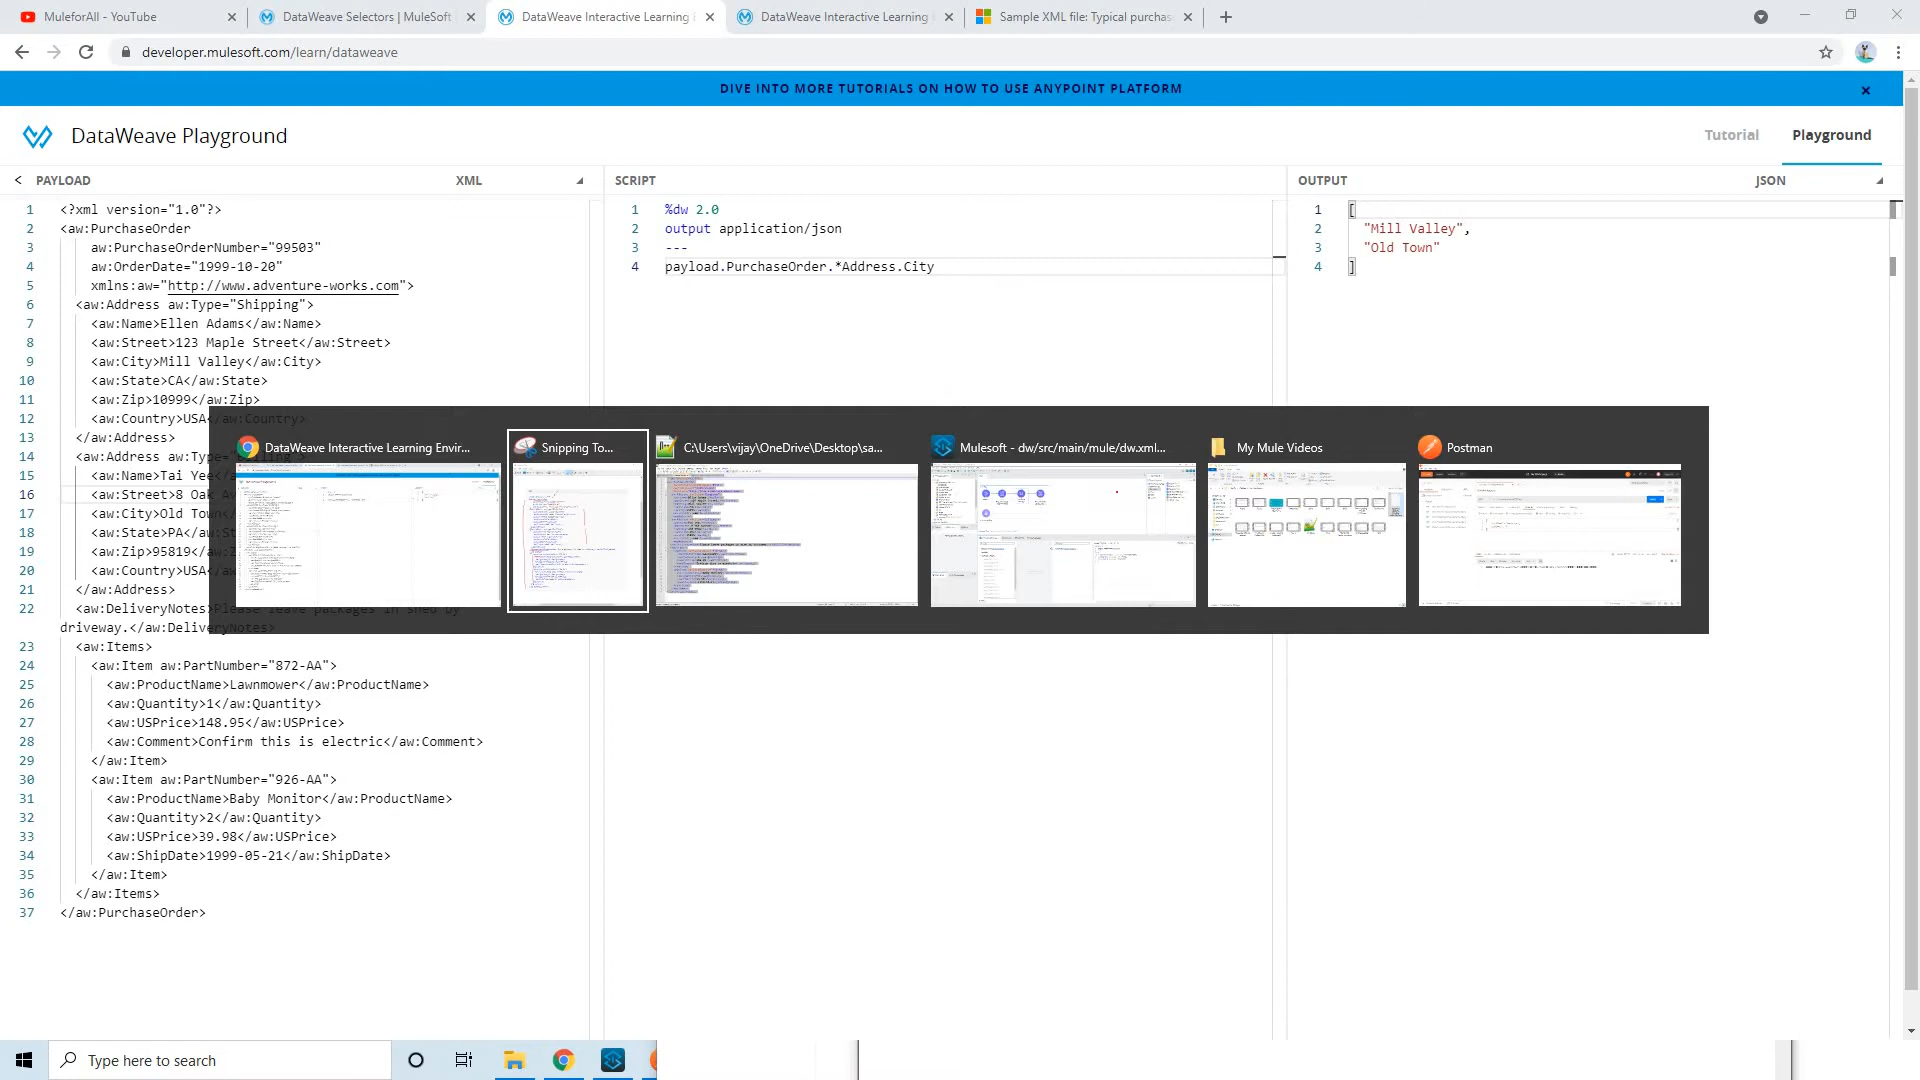 MuleforAll - YouTube
DataWeave Selectors | MuleSoft
DataWeave Interactive Learning
DataWeave Interactive Learning
Sample XML file: Typical purchas
developer.mulesoft.com/learn/dataweave
DIVE INTO MORE TUTORIALS ON HOW TO USE ANYPOINT PLATFORM
DataWeave Playground
Tutorial
Playground
< PAYLOAD
XML
1 <?xml version="1.0"?>
2 <aw:PurchaseOrder
3 aw:PurchaseOrderNumber="99503"
4 aw:OrderDate="1999-10-20"
5 xmlns:aw="http://www.adventure-works.com">
6 <aw:Address aw:Type="Shipping">
7 <aw:Name>Ellen Adams</aw:Name>
8 <aw:Street>123 Maple Street</aw:Street>
9 <aw:City>Mill Valley</aw:City>
10 <aw:State>CA</aw:State>
11 <aw:Zip>10999</aw:Zip>
12 <aw:Country>USA</aw:Country>
13 </aw:Address>
14 <aw:Address aw:Type="Billing">
15 <aw:Name>Tai Yee</a
16 <aw:Street>8 Oak Av
17 <aw:City>Old Town</
18 <aw:State>PA</aw:St
19 <aw:Zip>95819</aw:Z
20 <aw:Country>USA</aw
21 </aw:Address>
22 <aw:DeliveryNotes>Please leave packages in shed by
driveway.</aw:DeliveryNotes>
23 <aw:Items>
24 <aw:Item aw:PartNumber="872-AA">
25 <aw:ProductName>Lawnmower</aw:ProductName>
26 <aw:Quantity>1</aw:Quantity>
27 <aw:USPrice>148.95</aw:USPrice>
28 <aw:Comment>Confirm this is electric</aw:Comment>
29 </aw:Item>
30 <aw:Item aw:PartNumber="926-AA">
31 <aw:ProductName>Baby Monitor</aw:ProductName>
32 <aw:Quantity>2</aw:Quantity>
33 <aw:USPrice>39.98</aw:USPrice>
34 <aw:ShipDate>1999-05-21</aw:ShipDate>
35 </aw:Item>
36 </aw:Items>
37 </aw:PurchaseOrder>
SCRIPT
1 %dw 2.0
2 output application/json
3 ---
4 payload.PurchaseOrder.*Address.City
OUTPUT
JSON
1 [
2 "Mill Valley",
3 "Old Town"
4 ]
DataWeave Interactive Learning Envir...
Snipping To...
C:\Users\vijay\OneDrive\Desktop\sa...
Mulesoft - dw/src/main/mule/dw.xml...
My Mule Videos
Postman
Type here to search